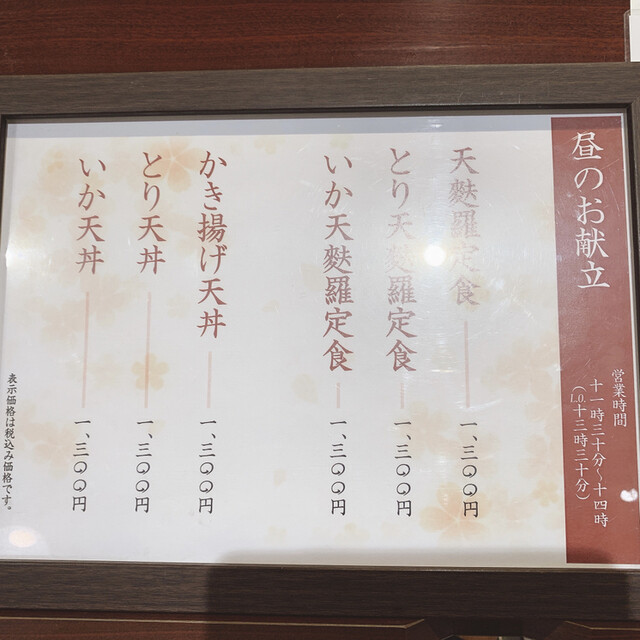 昼のお献立
営業時間
十一時三十分〜十四時
(L.O.十三時三十分)
天麩羅定食 一、三〇〇円
とり天麩羅定食 一、三〇〇円
いか天麩羅定食 一、三〇〇円
かき揚げ天丼 一、三〇〇円
とり天丼 一、三〇〇円
いか天丼 一、三〇〇円
表示価格は税込み価格です。